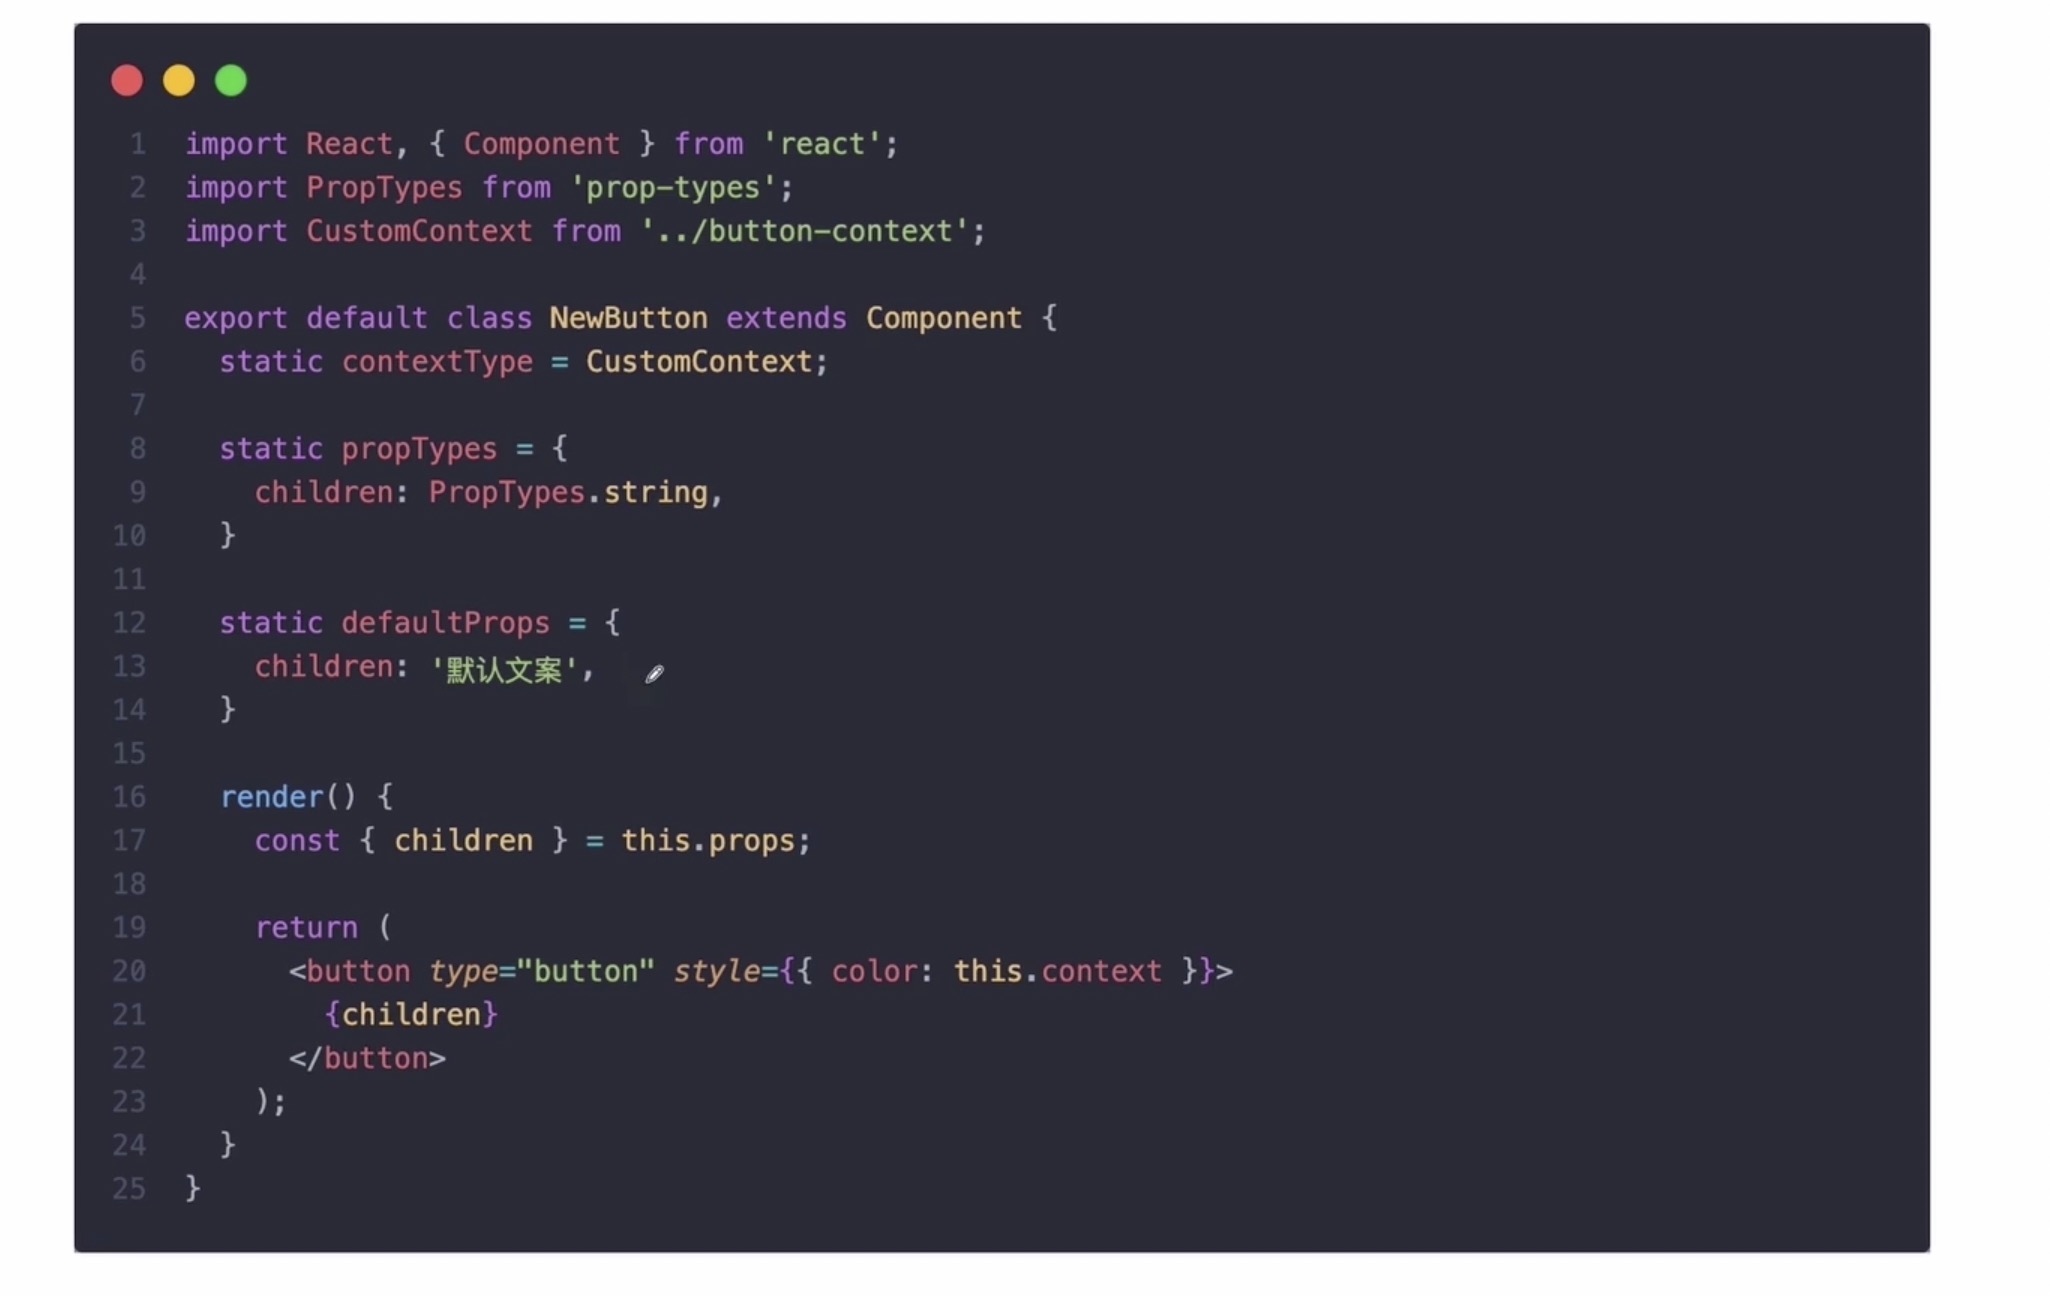 1 import React, { Component } from 'react';
2 import PropTypes from 'prop-types';
3 import CustomContext from '../button-context';
4
5 export default class NewButton extends Component {
6   static contextType = CustomContext;
7
8   static propTypes = {
9     children: PropTypes.string,
10   }
11
12   static defaultProps = {
13     children: '默认文案',
14   }
15
16   render() {
17     const { children } = this.props;
18
19     return (
20       <button type="button" style={{ color: this.context }}>
21         {children}
22       </button>
23     );
24   }
25 }